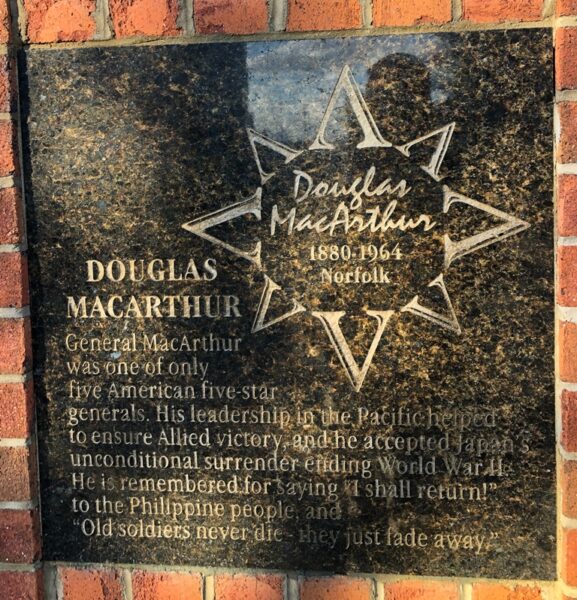 Douglas
MacArthur
1880-1964
Norfolk
DOUGLAS
MACARTHUR
General MacArthur
was one of only
five American five-star
generals. His leadership in the Pacific helped
to ensure Allied victory, and he accepted Japan's
unconditional surrender ending World War II.
He is remembered for saying "I shall return!"
to the Philippine people, and
"Old soldiers never die- they just fade away."